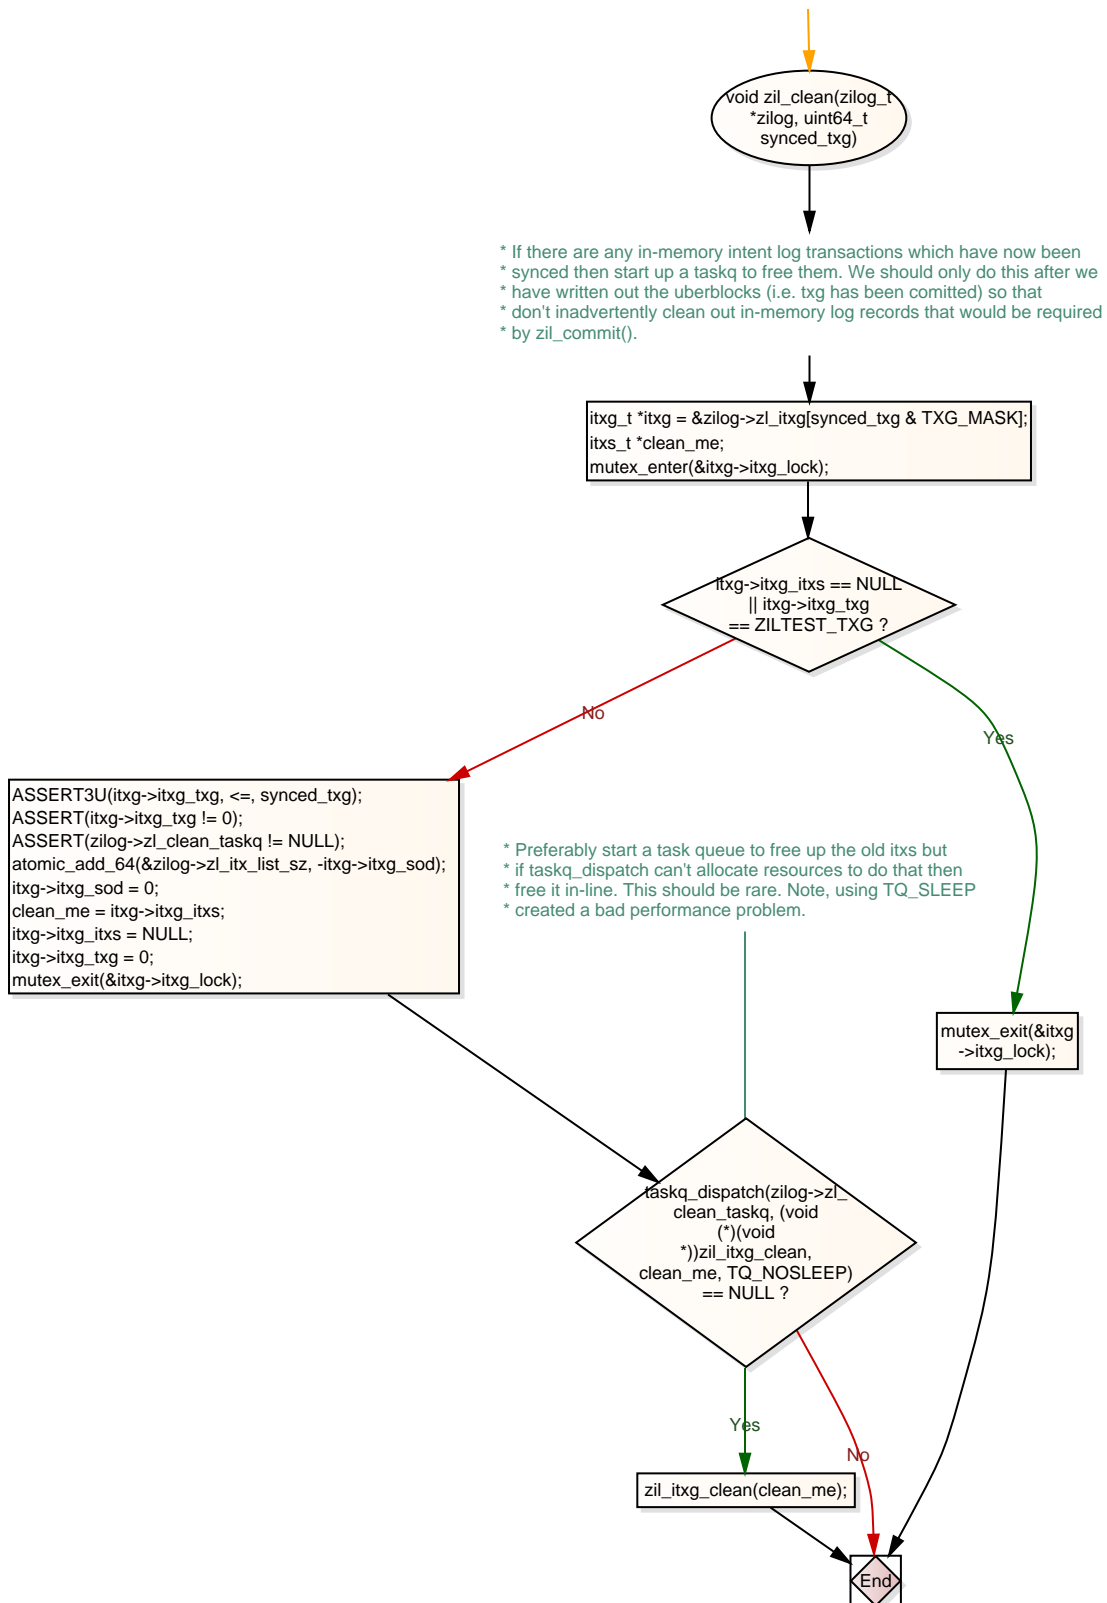 void zil_clean(zilog_t
*zilog, uint64_t
synced_txg)
* If there are any in-memory intent log transactions which have now been
* synced then start up a taskq to free them. We should only do this after we
* have written out the uberblocks (i.e. txg has been comitted) so that
* don't inadvertently clean out in-memory log records that would be required
* by zil_commit().
itxg_t *itxg = &zilog->zl_itxg[synced_txg & TXG_MASK];
itxs_t *clean_me;
mutex_enter(&itxg->itxg_lock);
itxg->itxg_itxs == NULL
|| itxg->itxg_txg
== ZILTEST_TXG ?
No
Yes
ASSERT3U(itxg->itxg_txg, <=, synced_txg);
ASSERT(itxg->itxg_txg != 0);
ASSERT(zilog->zl_clean_taskq != NULL);
atomic_add_64(&zilog->zl_itx_list_sz, -itxg->itxg_sod);
itxg->itxg_sod = 0;
clean_me = itxg->itxg_itxs;
itxg->itxg_itxs = NULL;
itxg->itxg_txg = 0;
mutex_exit(&itxg->itxg_lock);
* Preferably start a task queue to free up the old itxs but
* if taskq_dispatch can't allocate resources to do that then
* free it in-line. This should be rare. Note, using TQ_SLEEP
* created a bad performance problem.
mutex_exit(&itxg
->itxg_lock);
taskq_dispatch(zilog->zl_
clean_taskq, (void
(*)(void
*))zil_itxg_clean,
clean_me, TQ_NOSLEEP)
== NULL ?
Yes
No
zil_itxg_clean(clean_me);
End